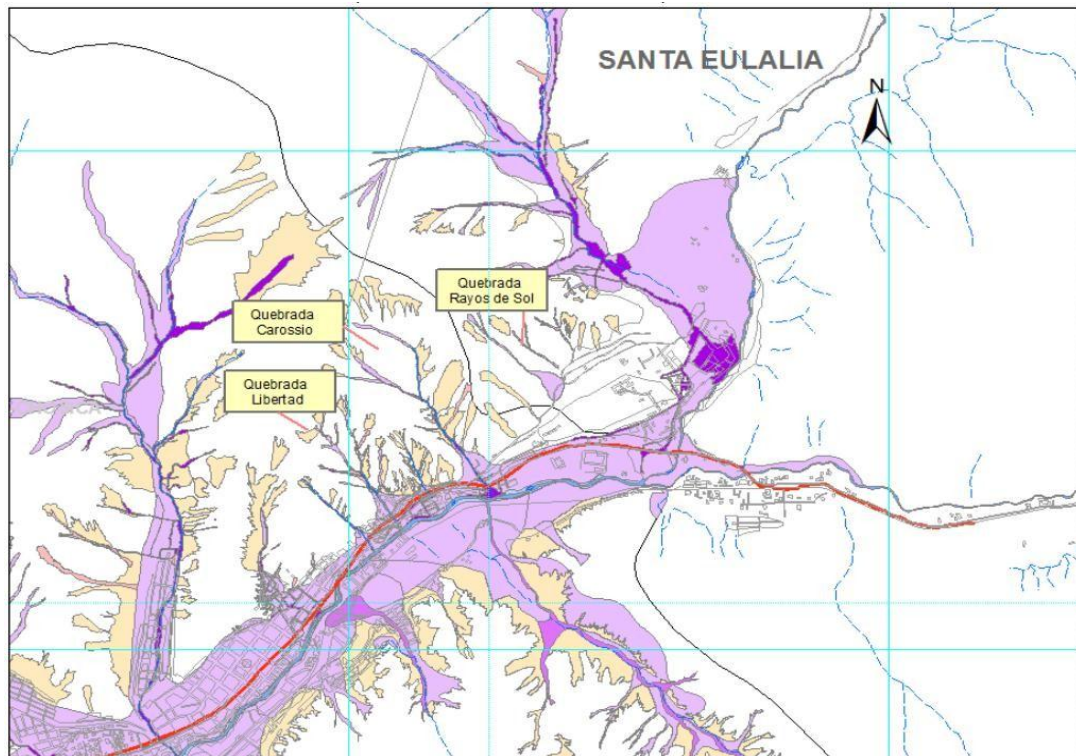 SANTA EULALIA
N
Quebrada
Rayos de Sol
Quebrada
Carossio
Quebrada
Libertad